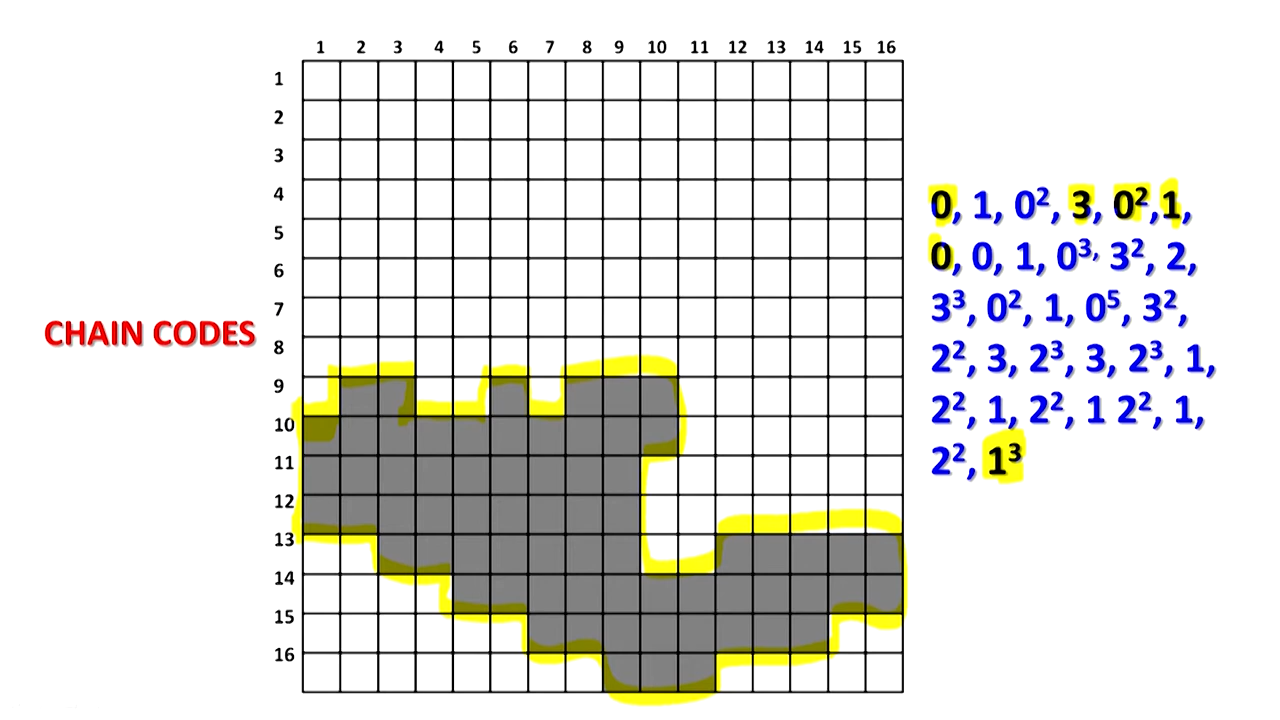 1 2 3 4 5 6 7 8 9 10 11 12 13 14 15 16
1
2
3
4
5
6
7
8
9
10
11
12
13
14
15
16
CHAIN CODES
0, 1, 0², 3, 0²,1,
0, 0, 1, 0³, 3², 2,
3³, 0², 1, 0⁵, 3²,
2², 3, 2³, 3, 2³, 1,
2², 1, 2², 1 2², 1,
2², 1³